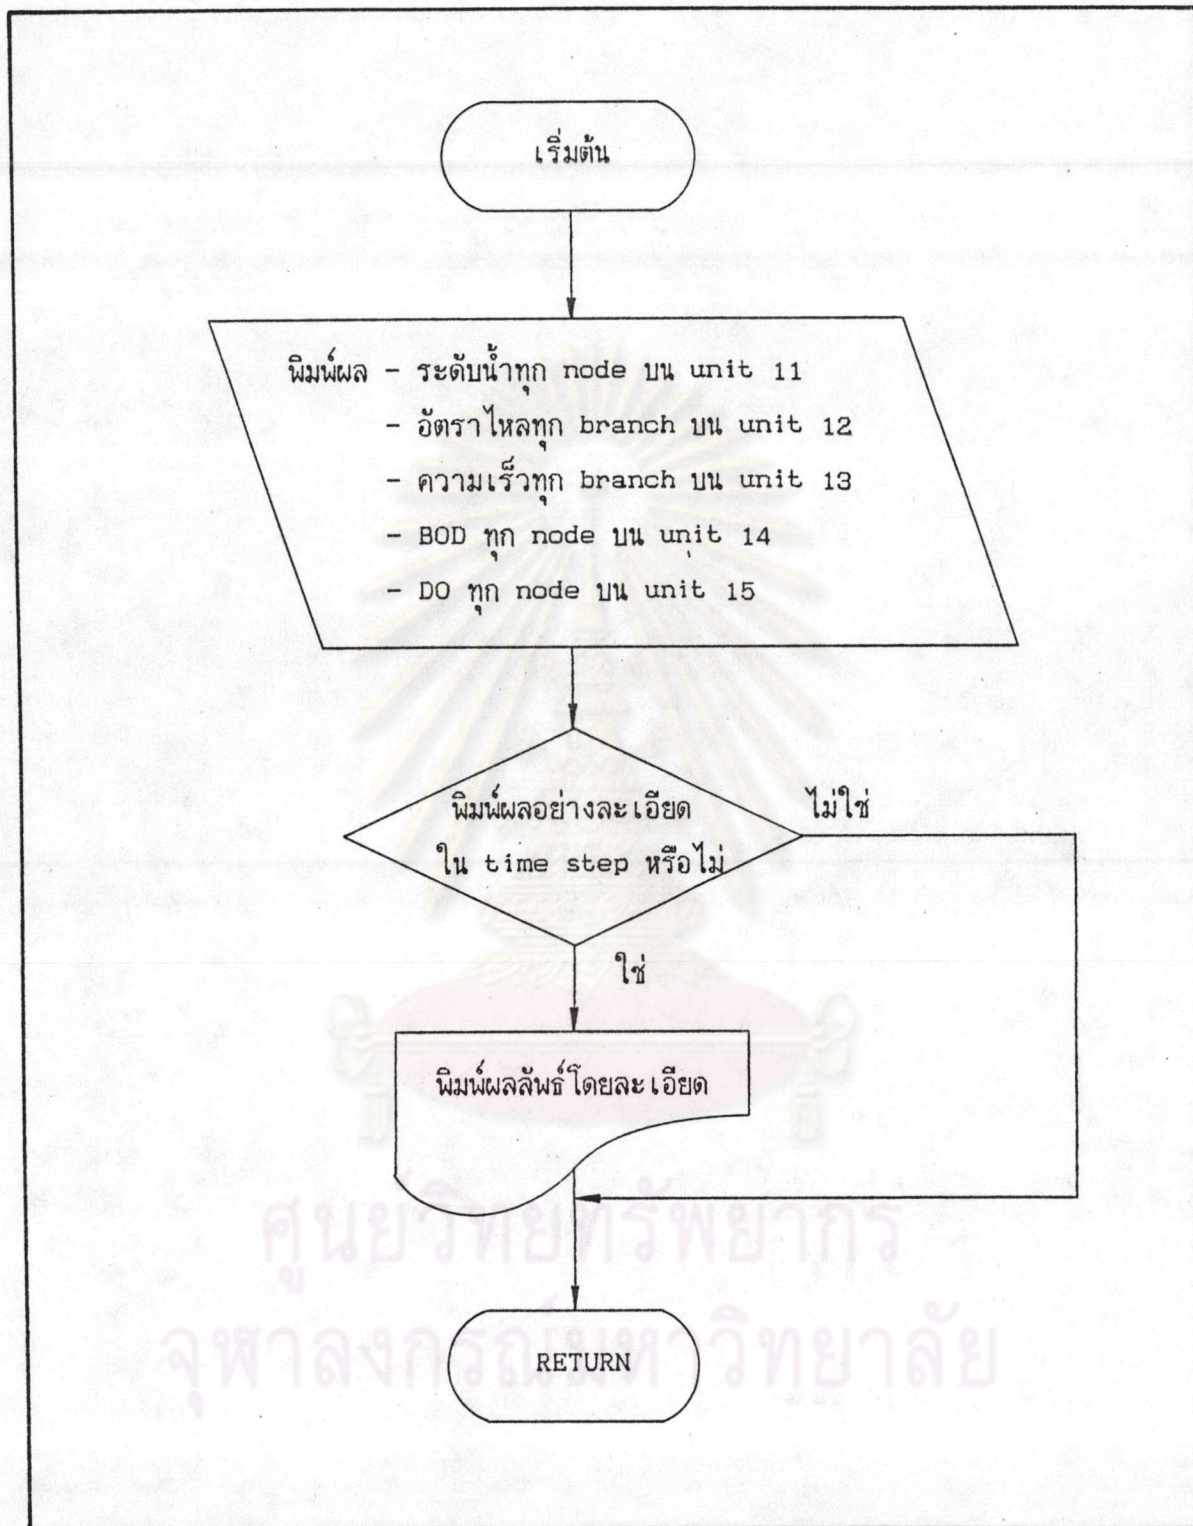 เริ่มต้น
พิมพ์ผล - ระดับน้ำทุก node บน unit 11
- อัตราไหลทุก branch บน unit 12
- ความเร็วทุก branch บน unit 13
- BOD ทุก node บน unit 14
- DO ทุก node บน unit 15
พิมพ์ผลอย่างละเอียด
ใน time step หรือไม่
ไม่ใช่
ใช่
พิมพ์ผลลัพธ์โดยละเอียด
ศูนย์วิทยทรัพยากร
จุฬาลงกรณ์มหาวิทยาลัย
RETURN